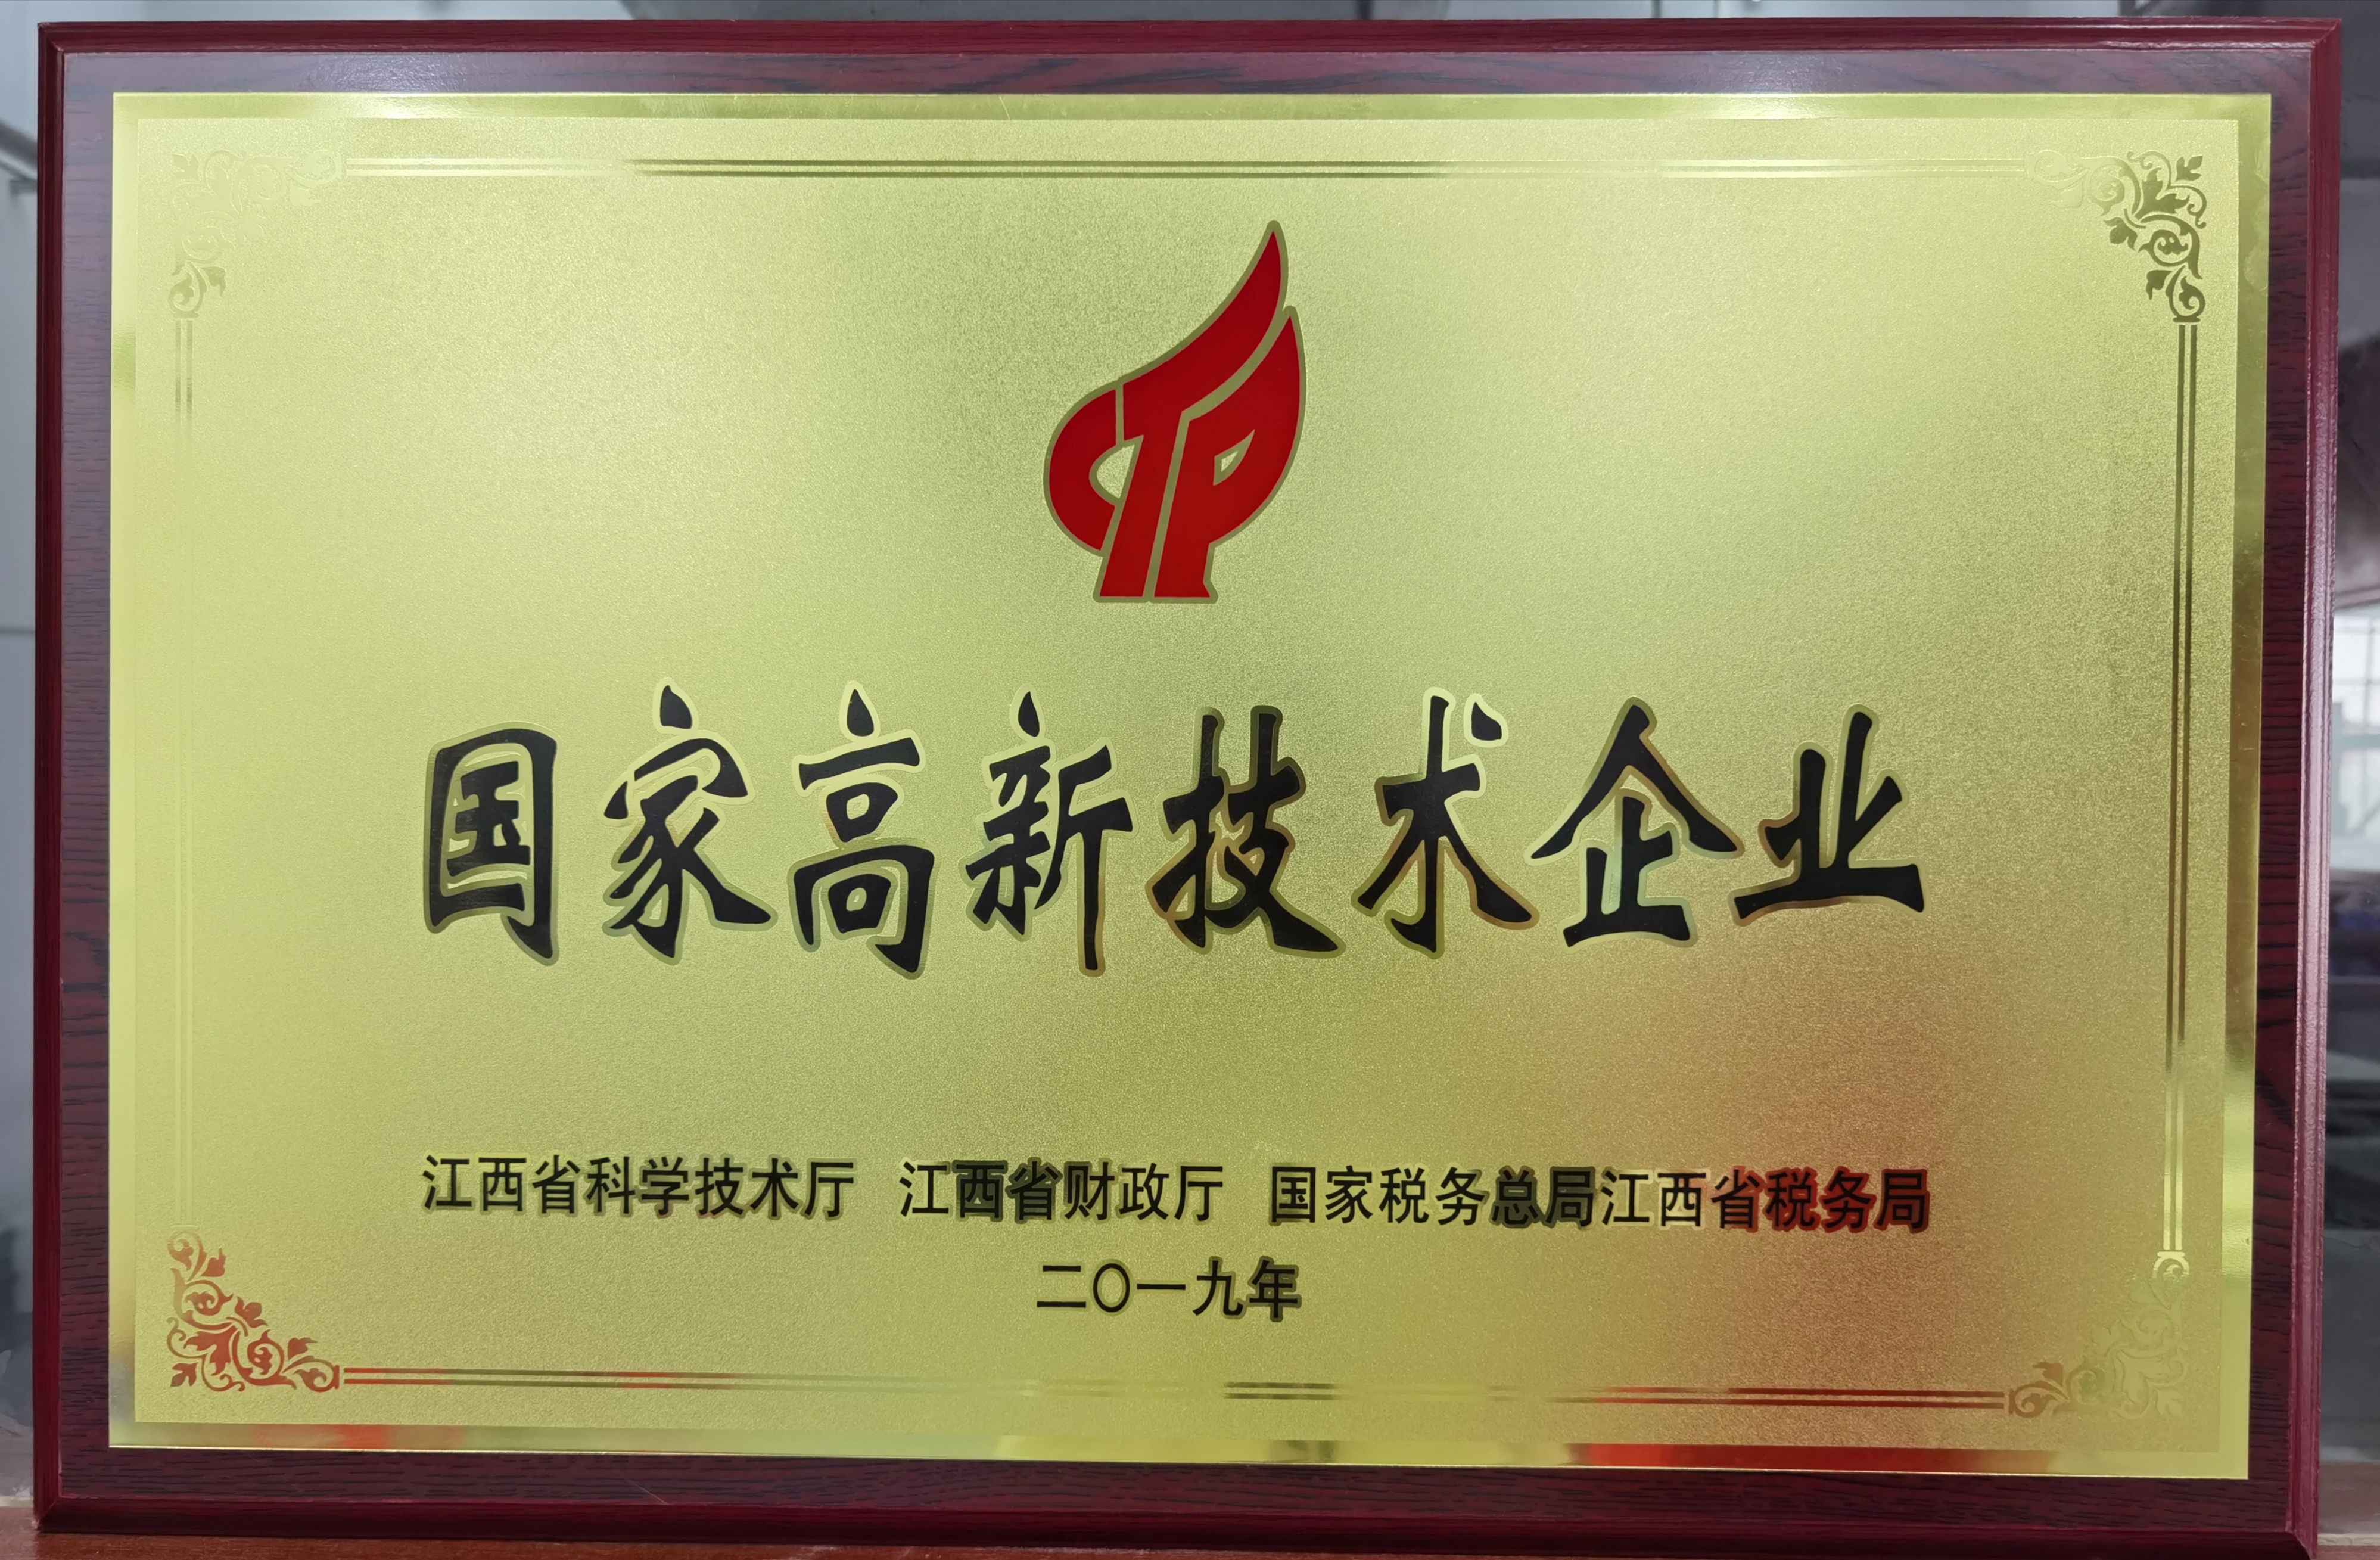 CTP
国家高新技术企业
江西省科学技术厅 江西省财政厅 国家税务总局江西省税务局
二〇一九年